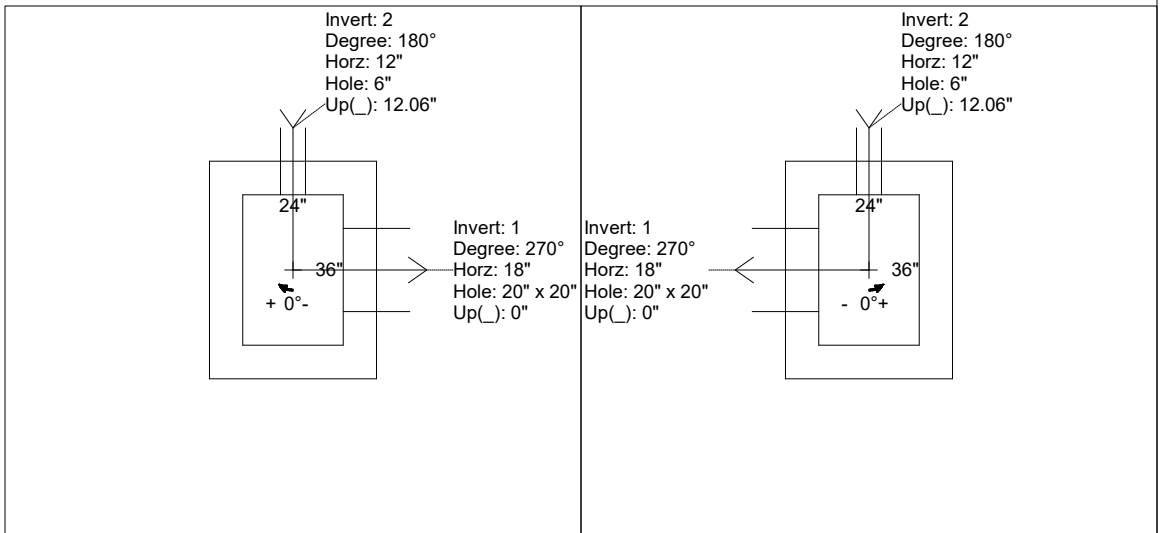 Invert: 2
Degree: 180°
Horz: 12"
Hole: 6"
Up(_): 12.06"
24"
36"
+ 0°-
Invert: 1
Degree: 270°
Horz: 18"
Hole: 20" x 20"
Up(_): 0"
Invert: 2
Degree: 180°
Horz: 12"
Hole: 6"
Up(_): 12.06"
Invert: 1
Degree: 270°
Horz: 18"
Hole: 20" x 20"
Up(_): 0"
24"
36"
- 0°+